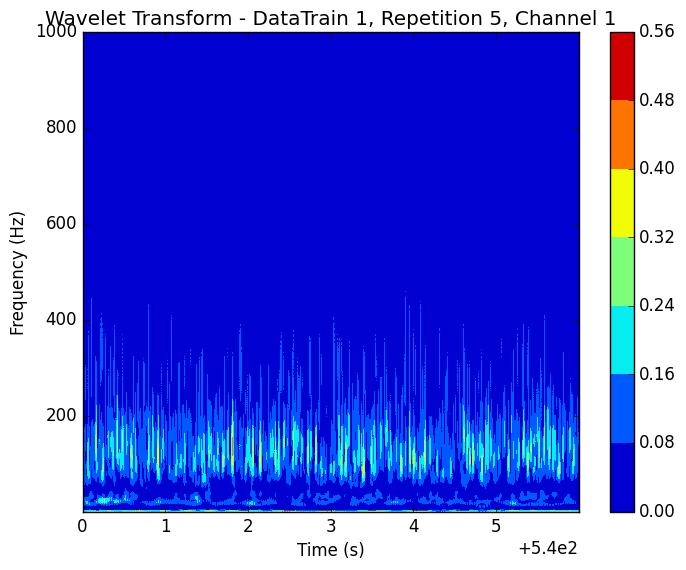 Wavelet Transform - DataTrain 1, Repetition 5, Channel 1
1000
800
600
400
200
Frequency (Hz)
0 1 2 3 4 5
+5.4e2
Time (s)
0.56
0.48
0.40
0.32
0.24
0.16
0.08
0.00